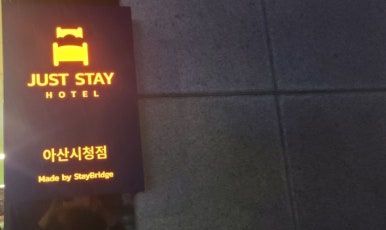 JUST STAY
HOTEL
아산시청점
Made by StayBridge